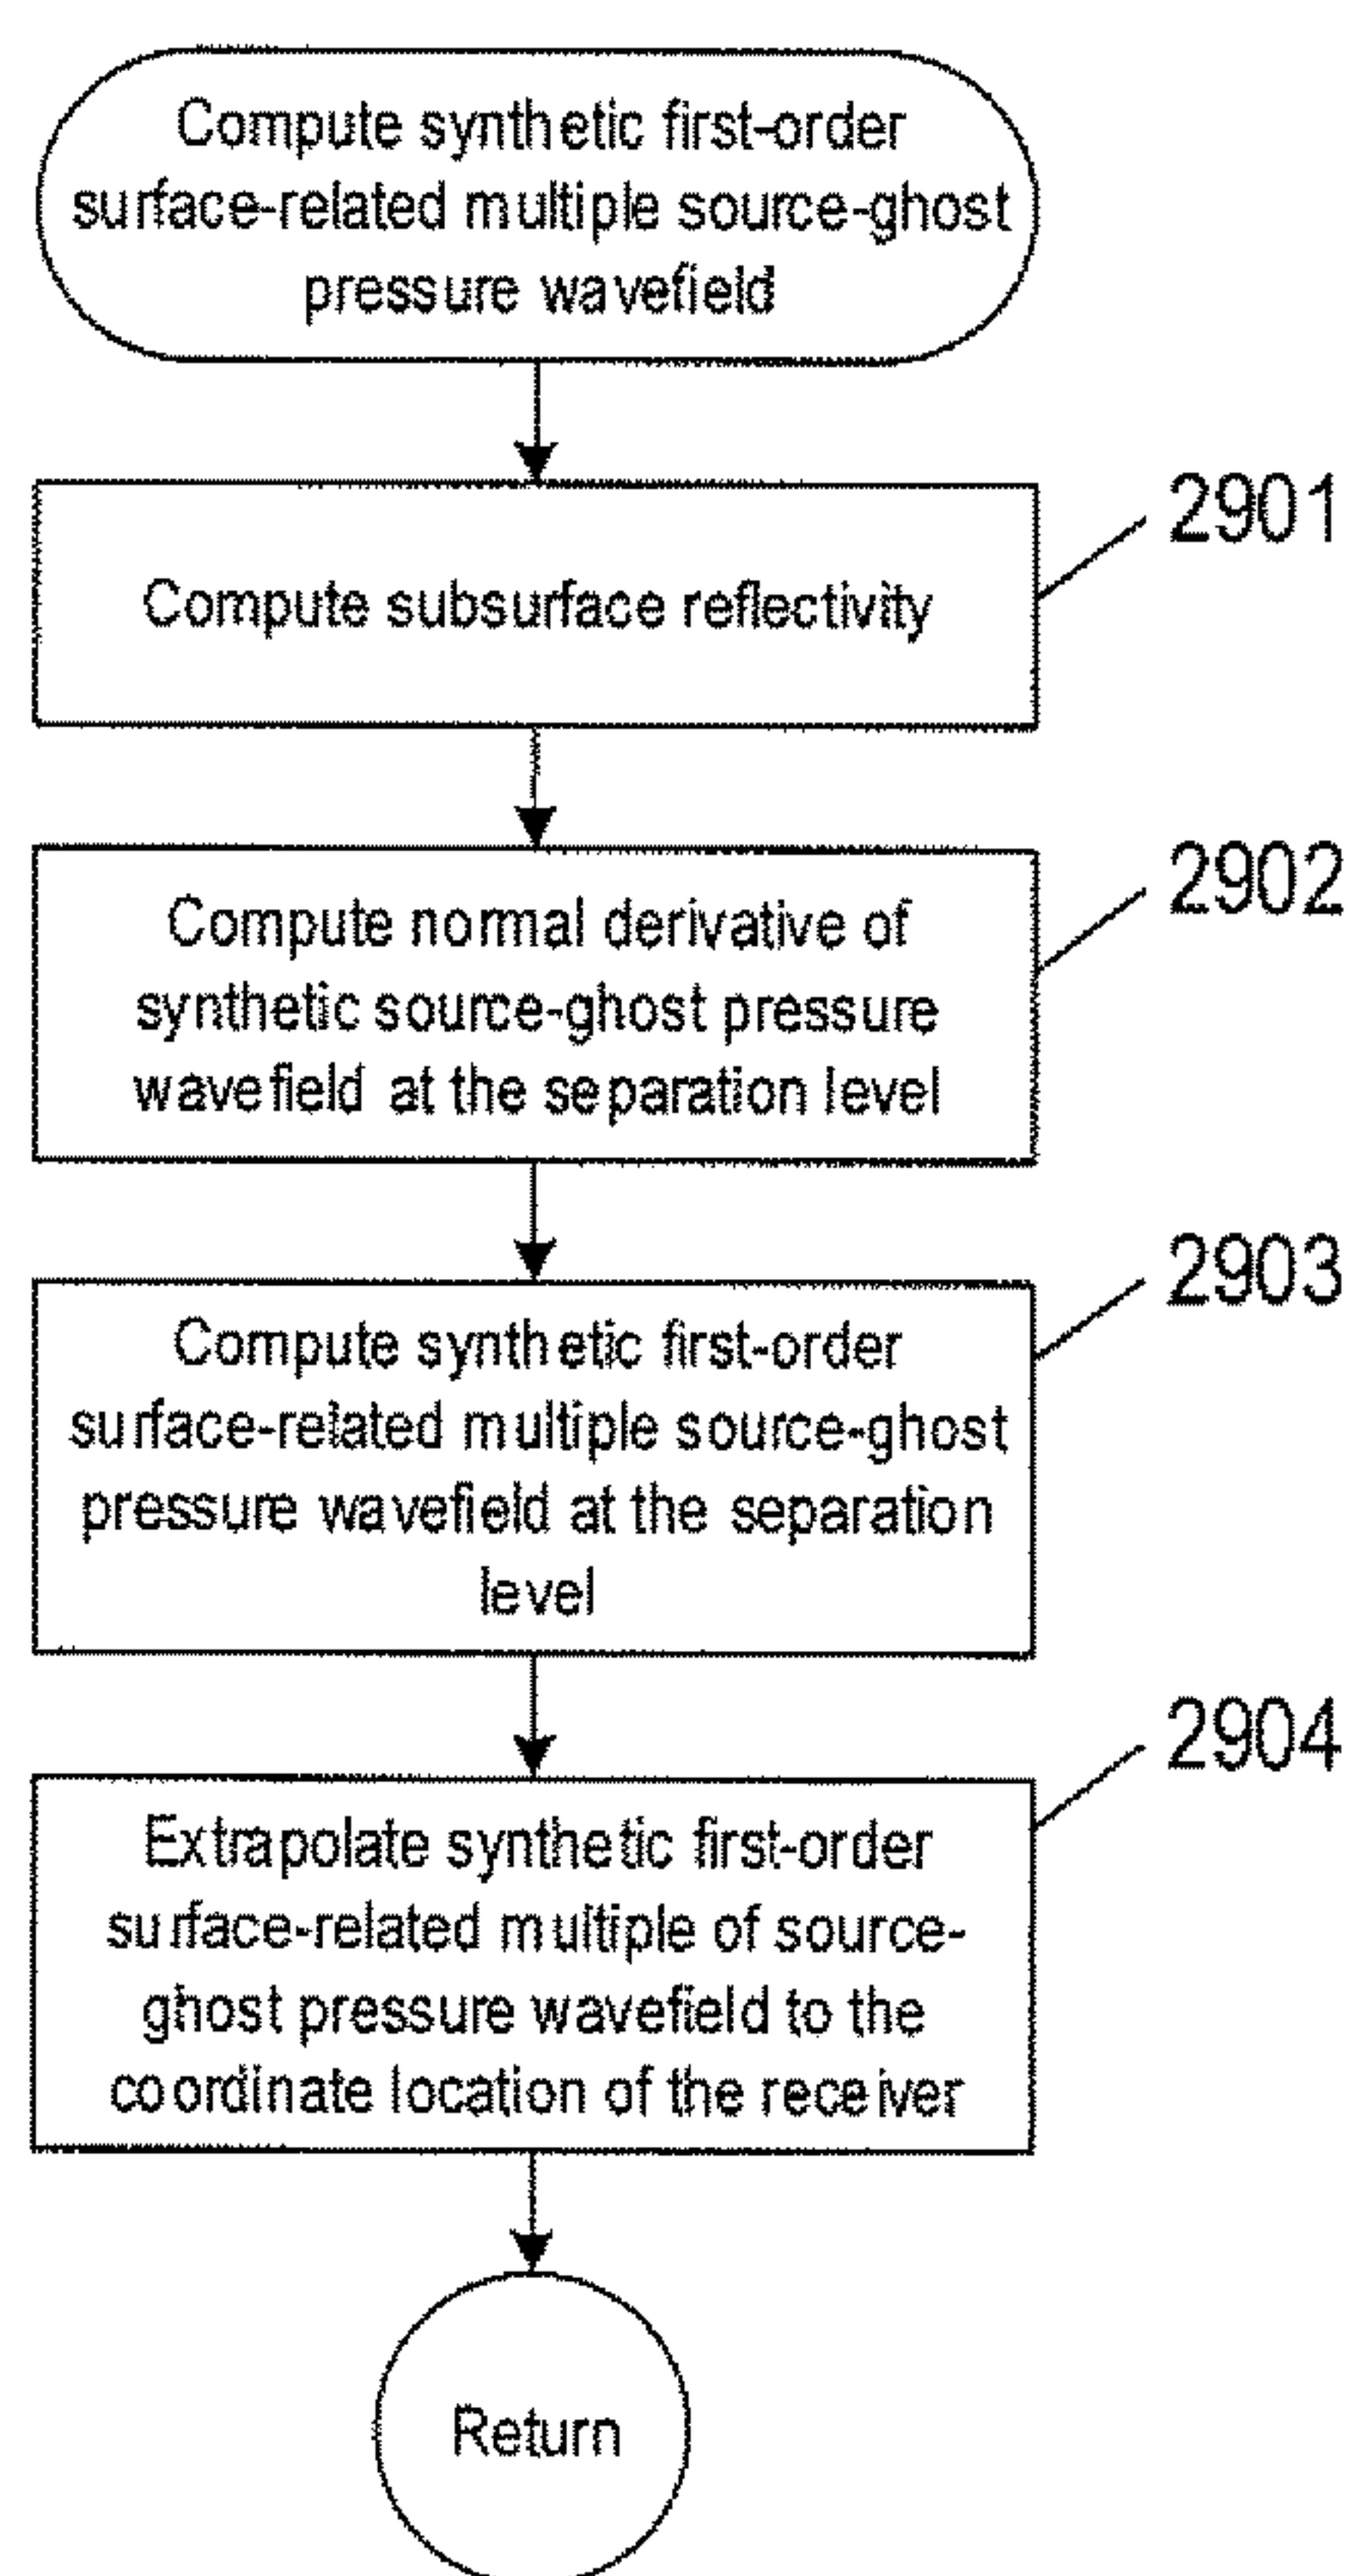 Compute synthetic first-order
surface-related multiple source-ghost
pressure wavefield
2901
Compute subsurface reflectivity
2902
Compute normal derivative of
synthetic source-ghost pressure
wavefield at the separation level
2903
Compute synthetic first-order
surface-related multiple source-ghost
pressure wavefield at the separation
level
2904
Extrapolate synthetic first-order
surface-related multiple of source-
ghost pressure wavefield to the
coordinate location of the receiver
Return